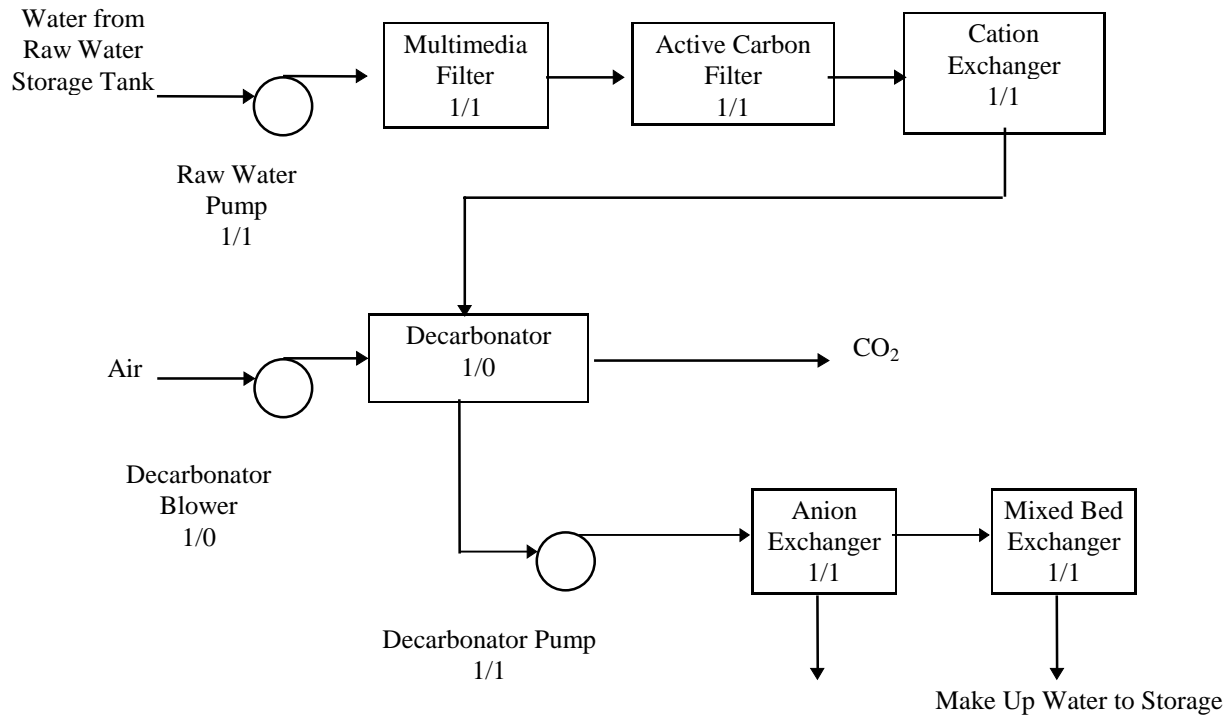 Water from
Raw Water
Storage Tank
Multimedia
Filter
1/1
Active Carbon
Filter
1/1
Cation
Exchanger
1/1
Raw Water
Pump
1/1
Decarbonator
1/0
CO₂
Air
Decarbonator
Blower
1/0
Anion
Exchanger
1/1
Mixed Bed
Exchanger
1/1
Decarbonator Pump
1/1
Make Up Water to Storage